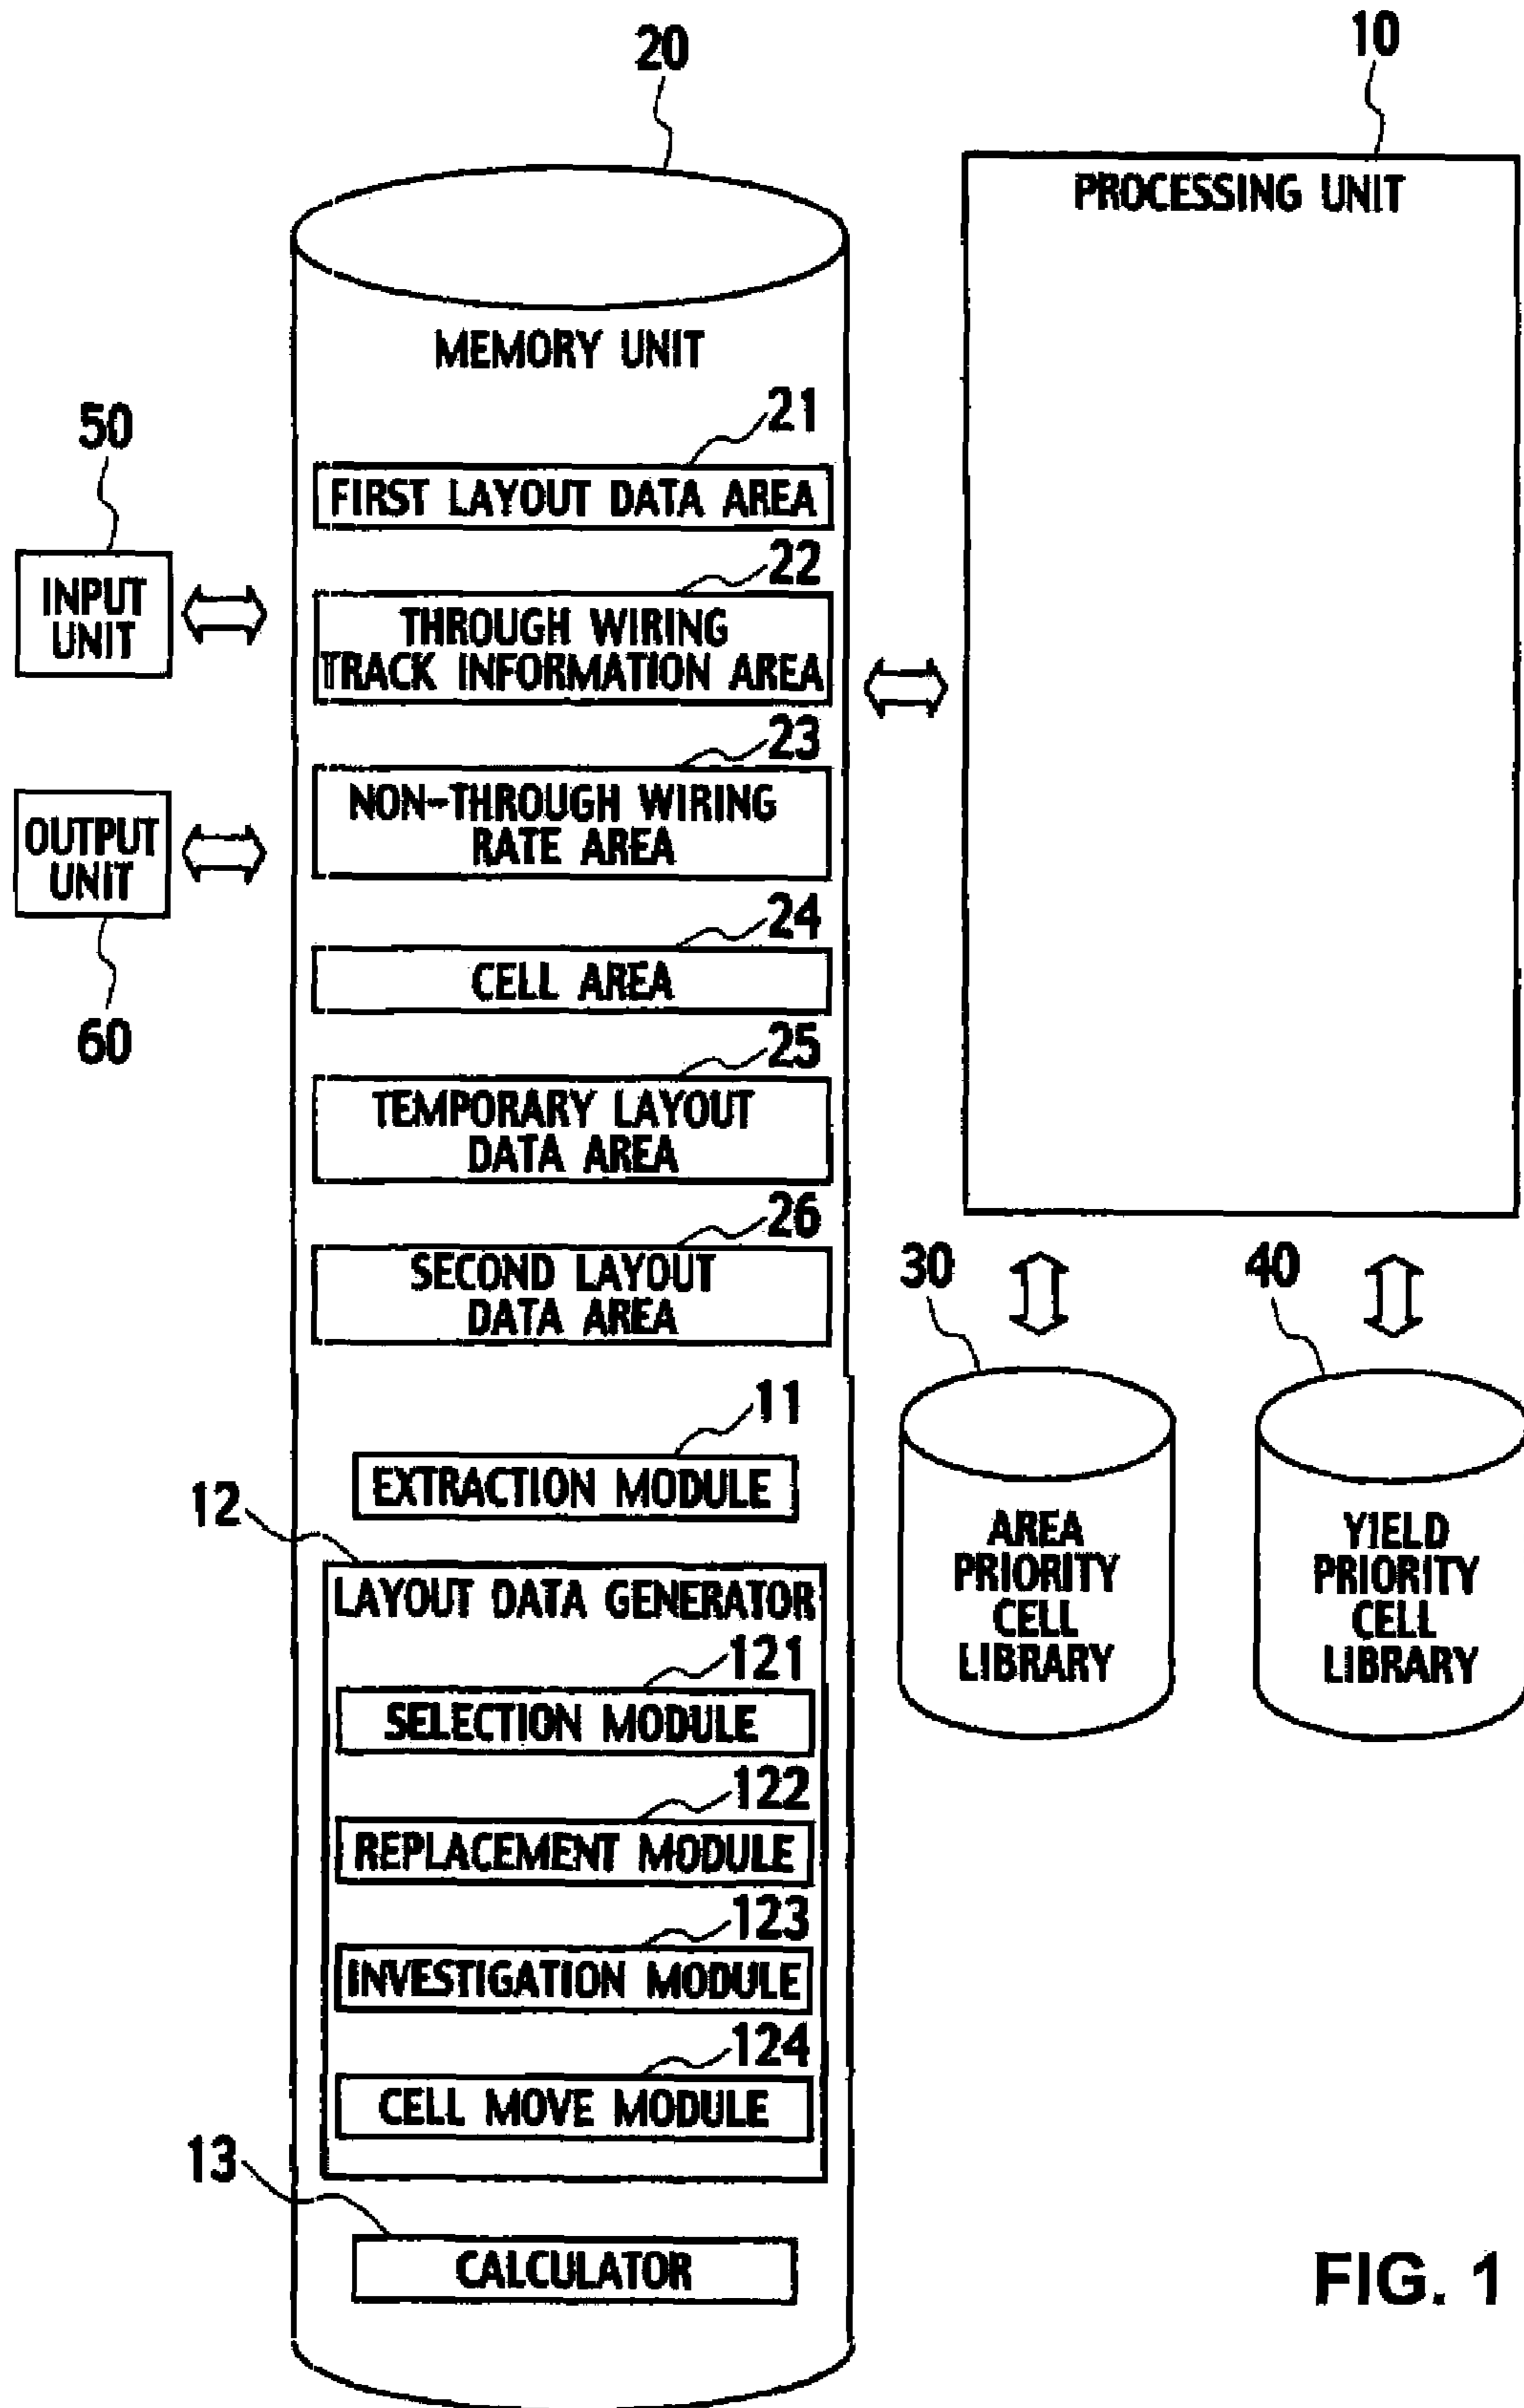 20
10
PROCESSING UNIT
MEMORY UNIT
21
FIRST LAYOUT DATA AREA
50
INPUT
UNIT
22
THROUGH WIRING
TRACK INFORMATION AREA
23
NON-THROUGH WIRING
RATE AREA
OUTPUT
UNIT
60
24
CELL AREA
25
TEMPORARY LAYOUT
DATA AREA
26
SECOND LAYOUT
DATA AREA
30
40
11
EXTRACTION MODULE
AREA
PRIORITY
CELL
LIBRARY
YIELD
PRIORITY
CELL
LIBRARY
12
LAYOUT DATA GENERATOR
121
SELECTION MODULE
122
REPLACEMENT MODULE
123
INVESTIGATION MODULE
124
CELL MOVE MODULE
13
CALCULATOR
FIG. 1